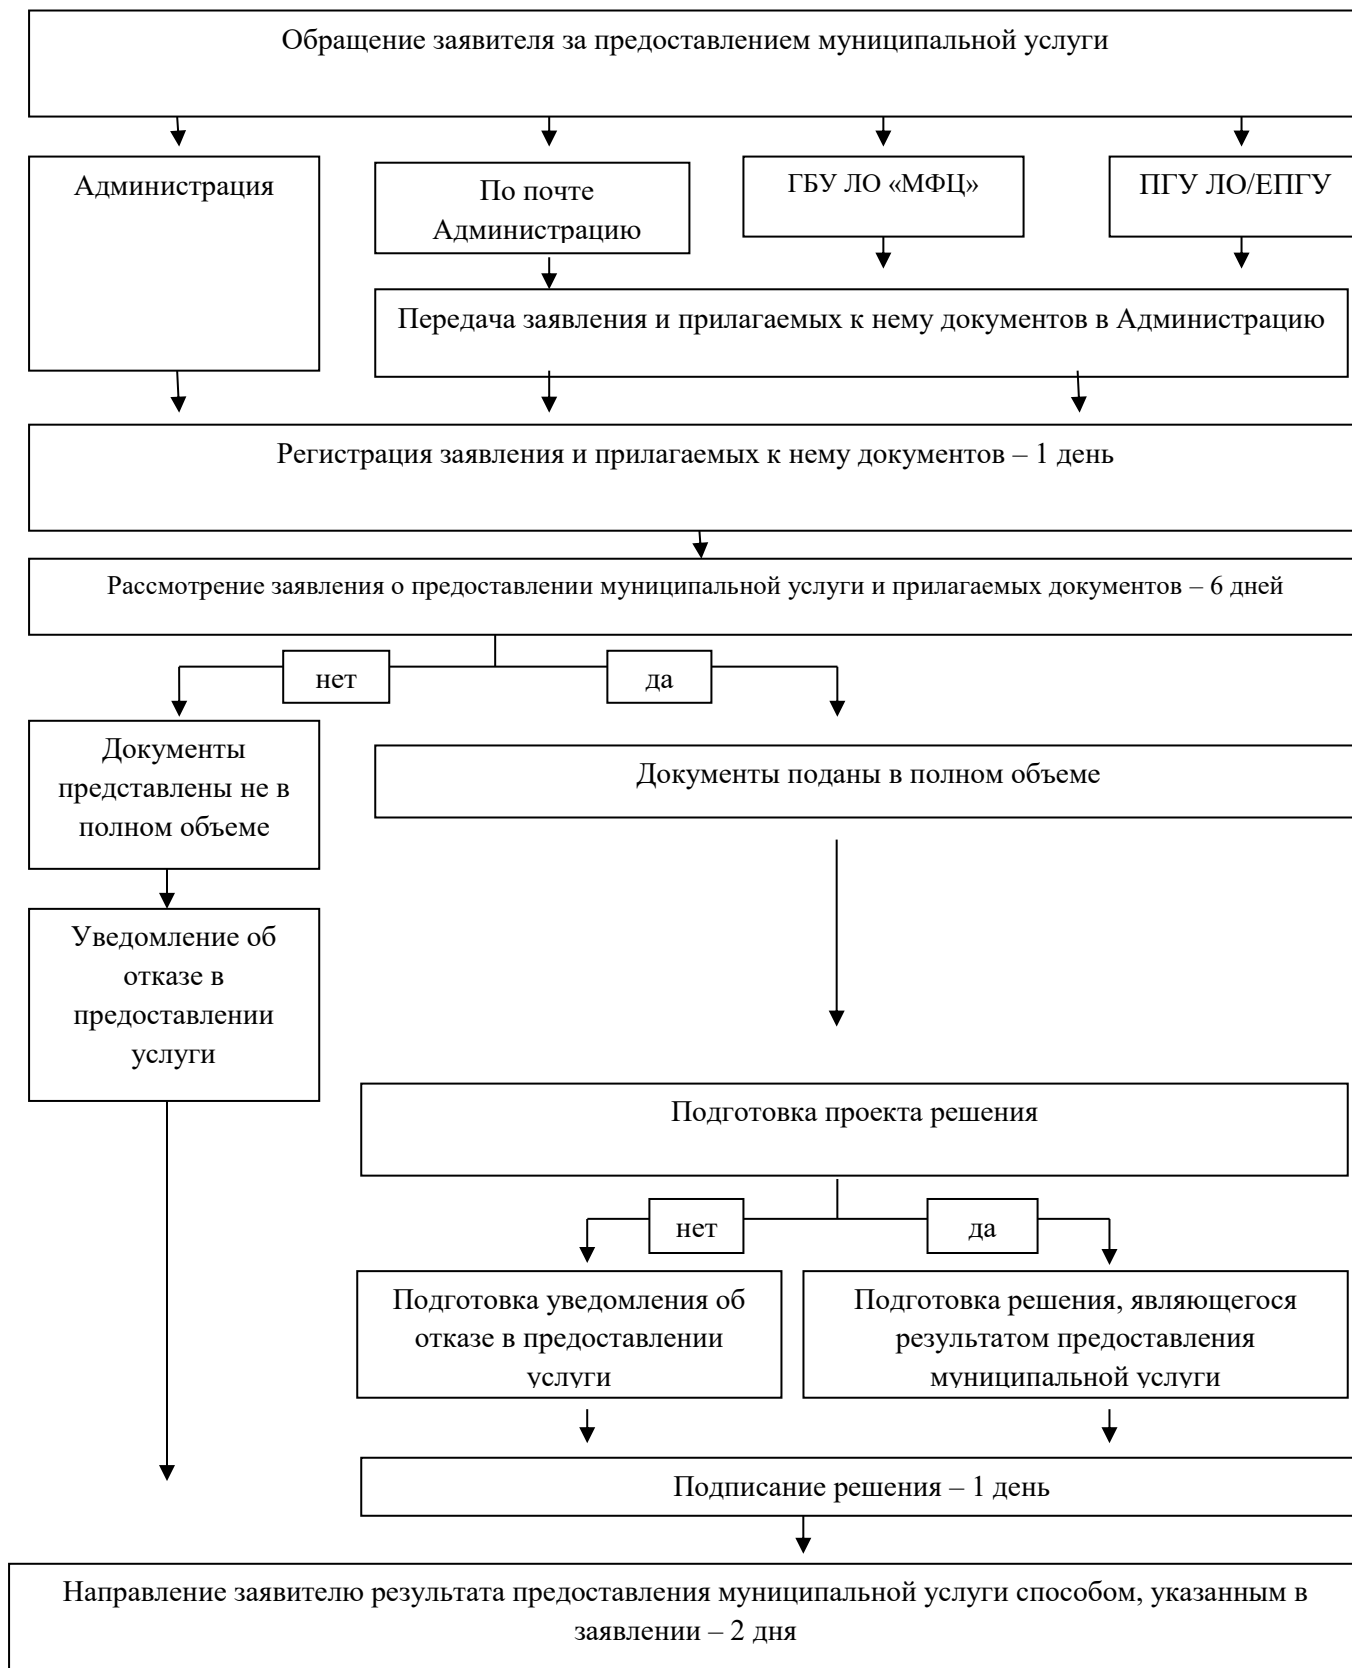 Обращение заявителя за предоставлением муниципальной услуги
Администрация
По почте
Администрацию
ГБУ ЛО «МФЦ»
ПГУ ЛО/ЕПГУ
Передача заявления и прилагаемых к нему документов в Администрацию
Регистрация заявления и прилагаемых к нему документов – 1 день
Рассмотрение заявления о предоставлении муниципальной услуги и прилагаемых документов – 6 дней
нет
да
Документы
представлены не в
полном объеме
Документы поданы в полном объеме
Уведомление об
отказе в
предоставлении
услуги
Подготовка проекта решения
нет
да
Подготовка уведомления об
отказе в предоставлении
услуги
Подготовка решения, являющегося
результатом предоставления
муниципальной услуги
Подписание решения – 1 день
Направление заявителю результата предоставления муниципальной услуги способом, указанным в
заявлении – 2 дня